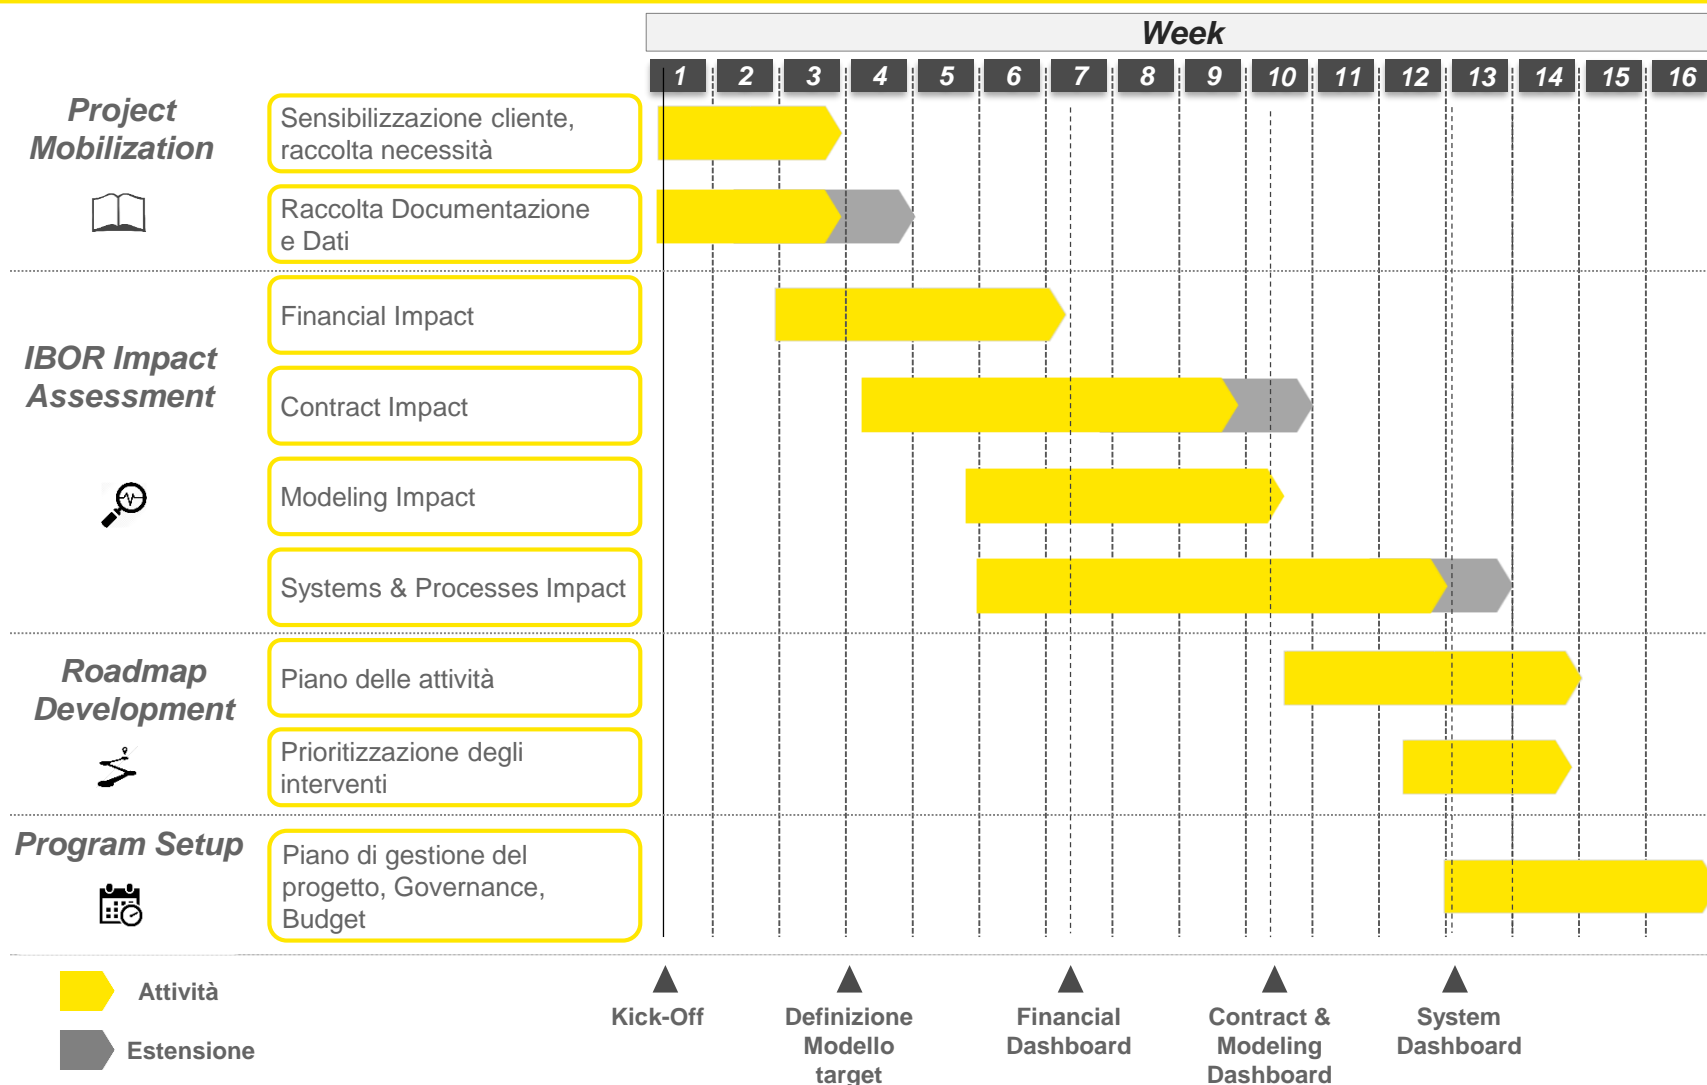 Week
1 2 3 4 5 6 7 8 9 10 11 12 13 14 15 16
Project
Mobilization
Sensibilizzazione cliente,
raccolta necessità
Raccolta Documentazione
e Dati
IBOR Impact
Assessment
Financial Impact
Contract Impact
Modeling Impact
Systems & Processes Impact
Roadmap
Development
Piano delle attività
Prioritizzazione degli
interventi
Program Setup
Piano di gestione del
progetto, Governance,
Budget
Attività
Estensione
Kick-Off
Definizione
Modello
target
Financial
Dashboard
Contract &
Modeling
Dashboard
System
Dashboard